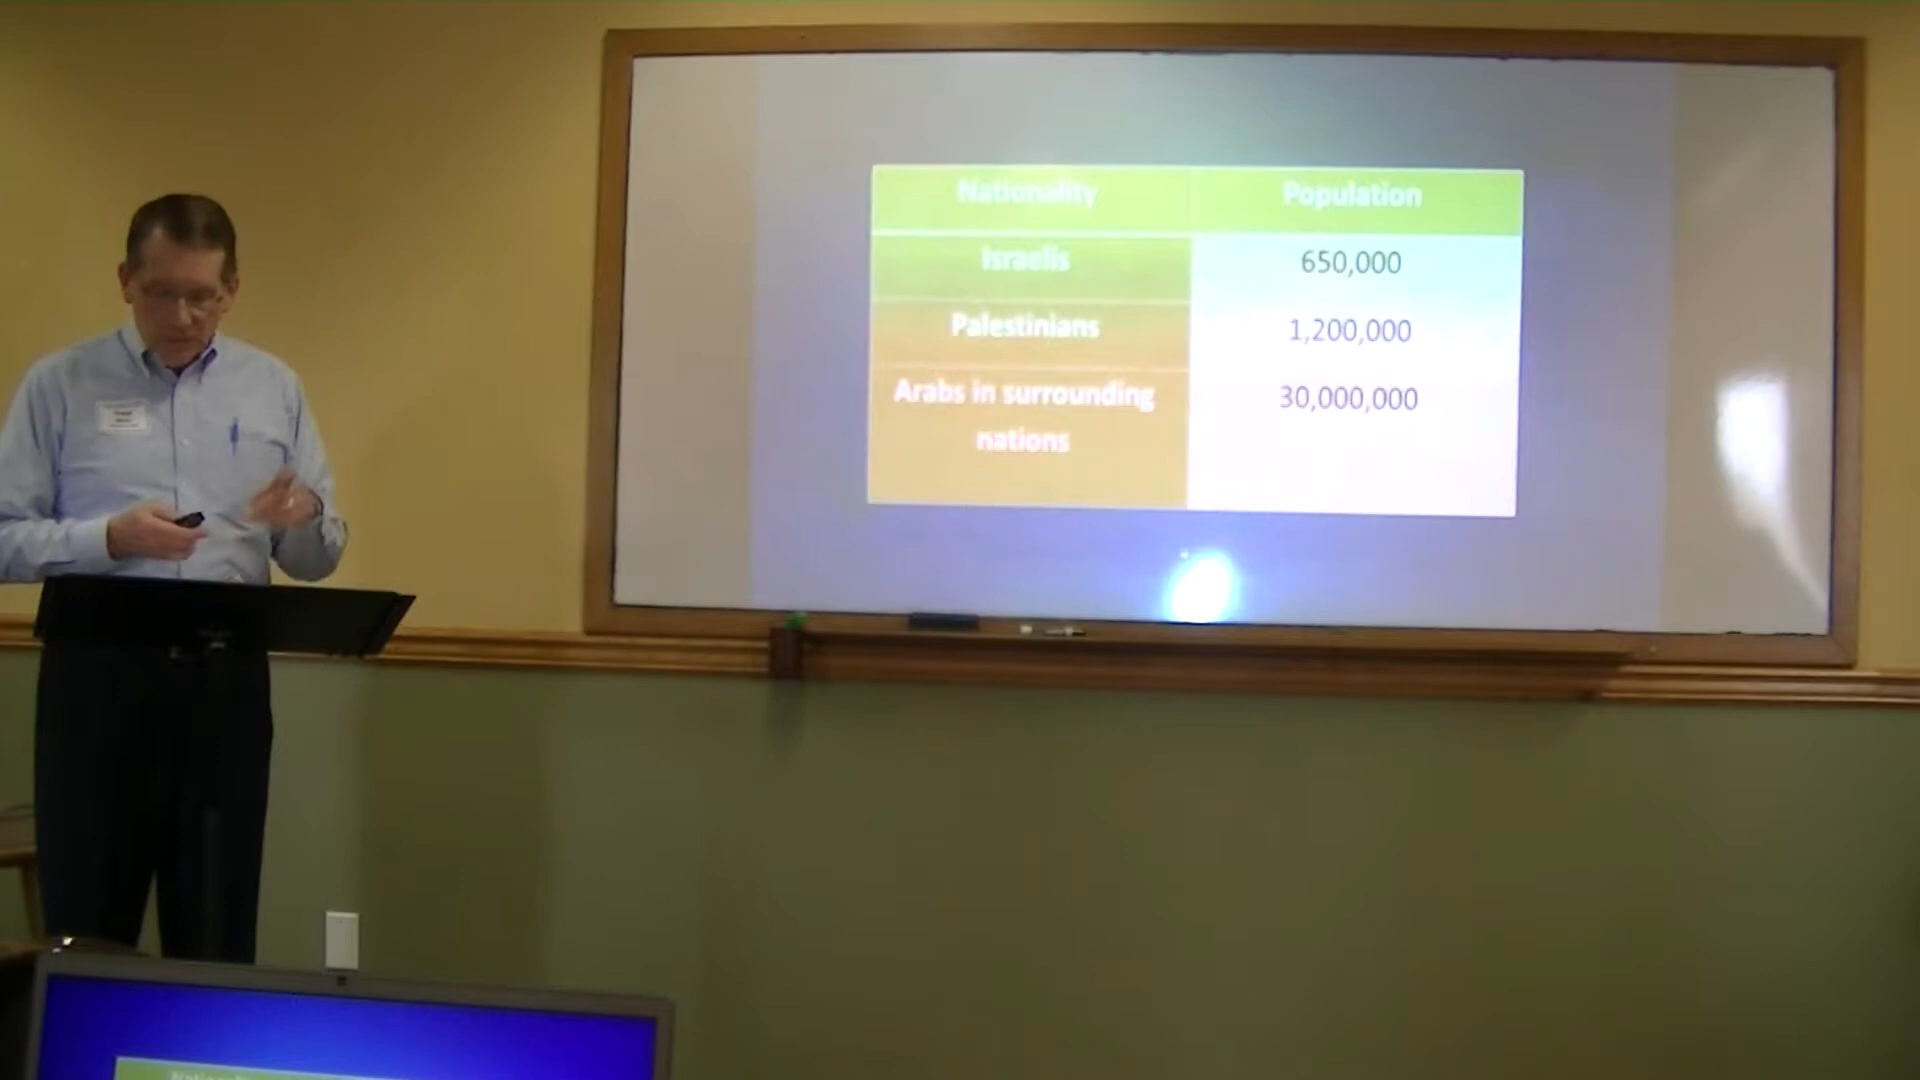 Nationality Population
Israelis 650,000
Palestinians 1,200,000
Arabs in surrounding 30,000,000
nations